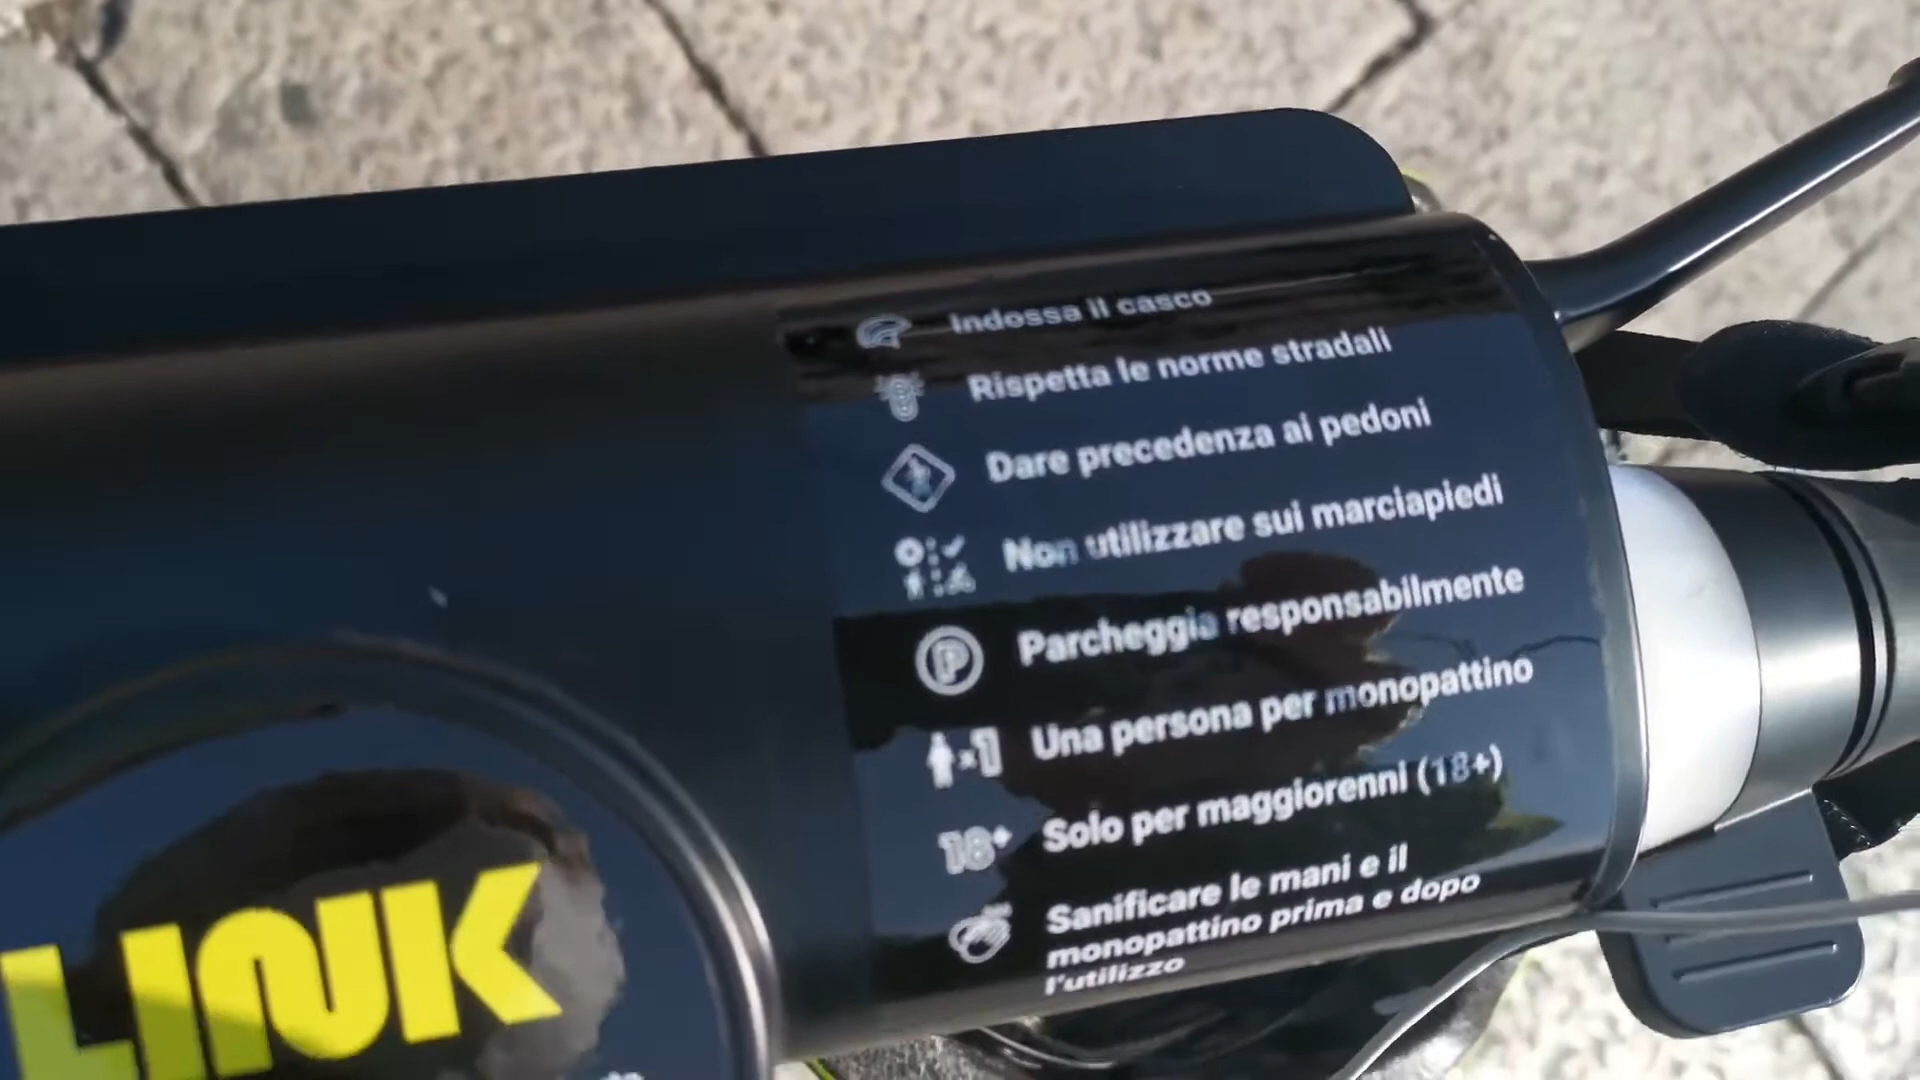 Indossa il casco
Rispetta le norme stradali
Dare precedenza ai pedoni
Non utilizzare sui marciapiedi
P Parcheggia responsabilmente
×1 Una persona per monopattino
18+ Solo per maggiorenni (18+)
Sanificare le mani e il
monopattino prima e dopo
l'utilizzo
LINK